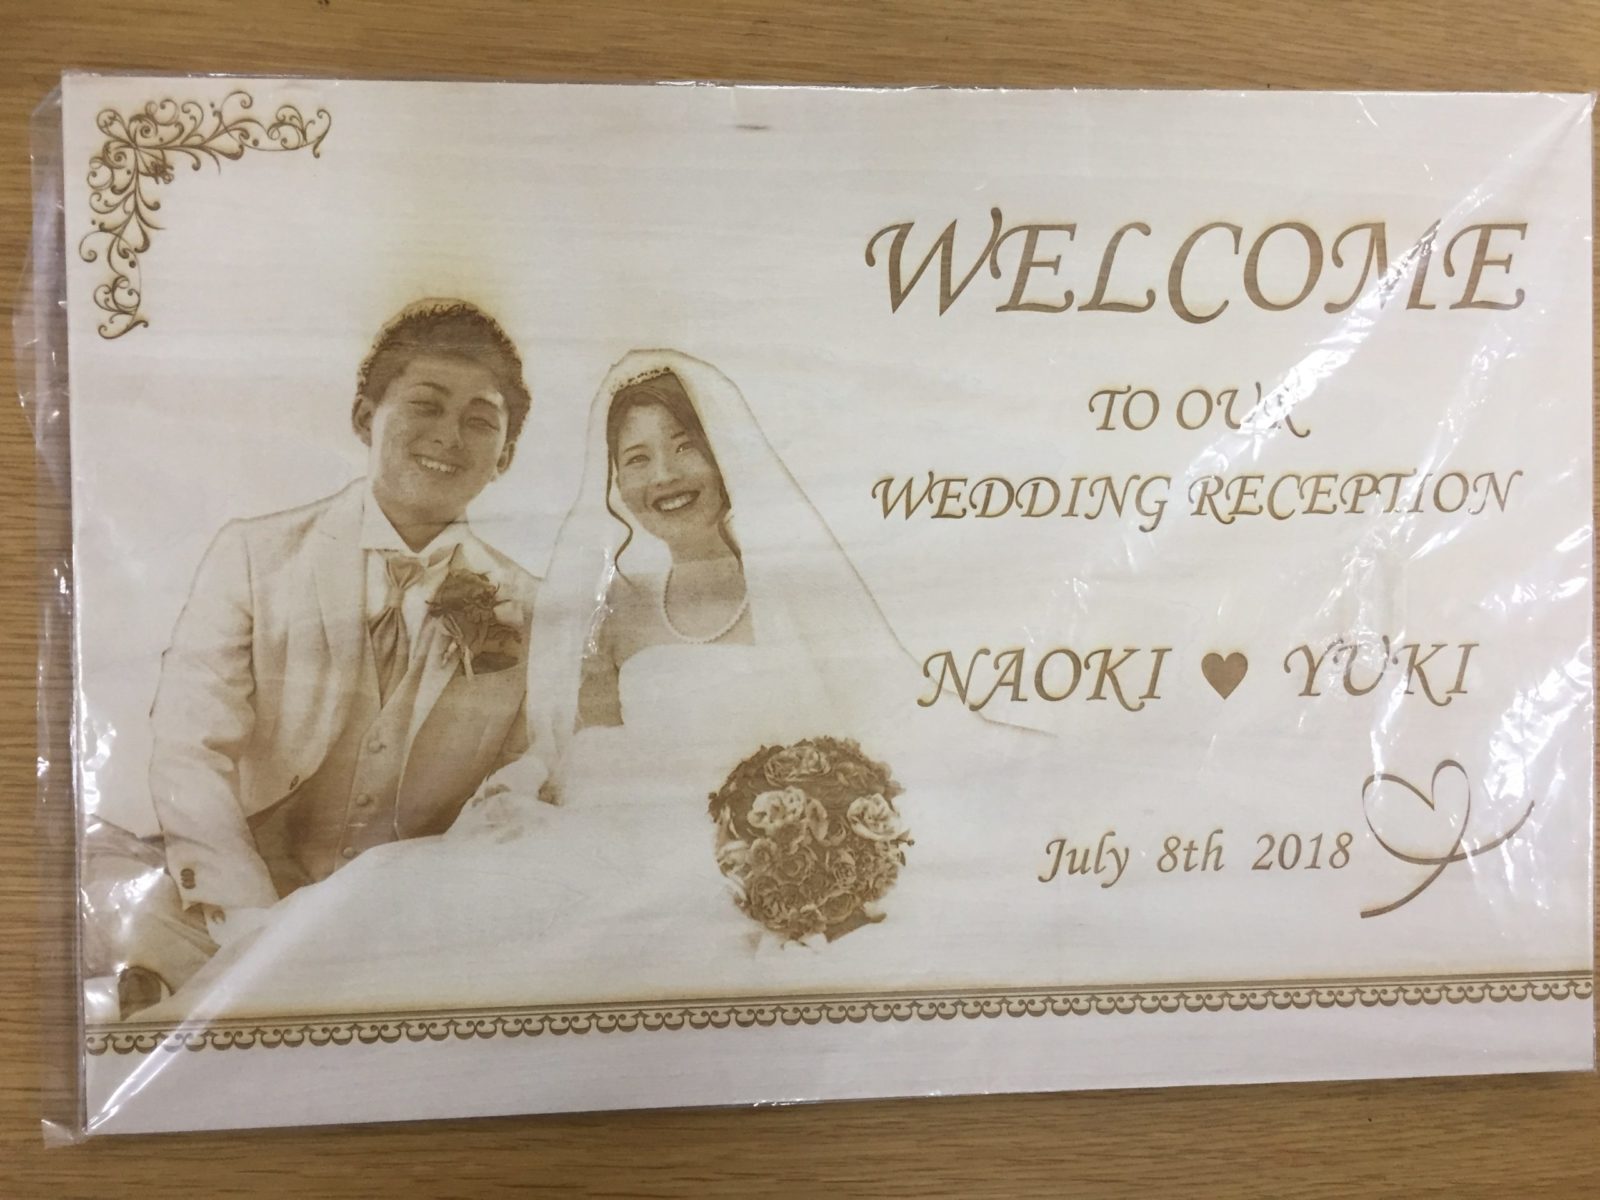 WELCOME
TO OUR
WEDDING RECEPTION
NAOKI ♥ YUKI
July 8th 2018